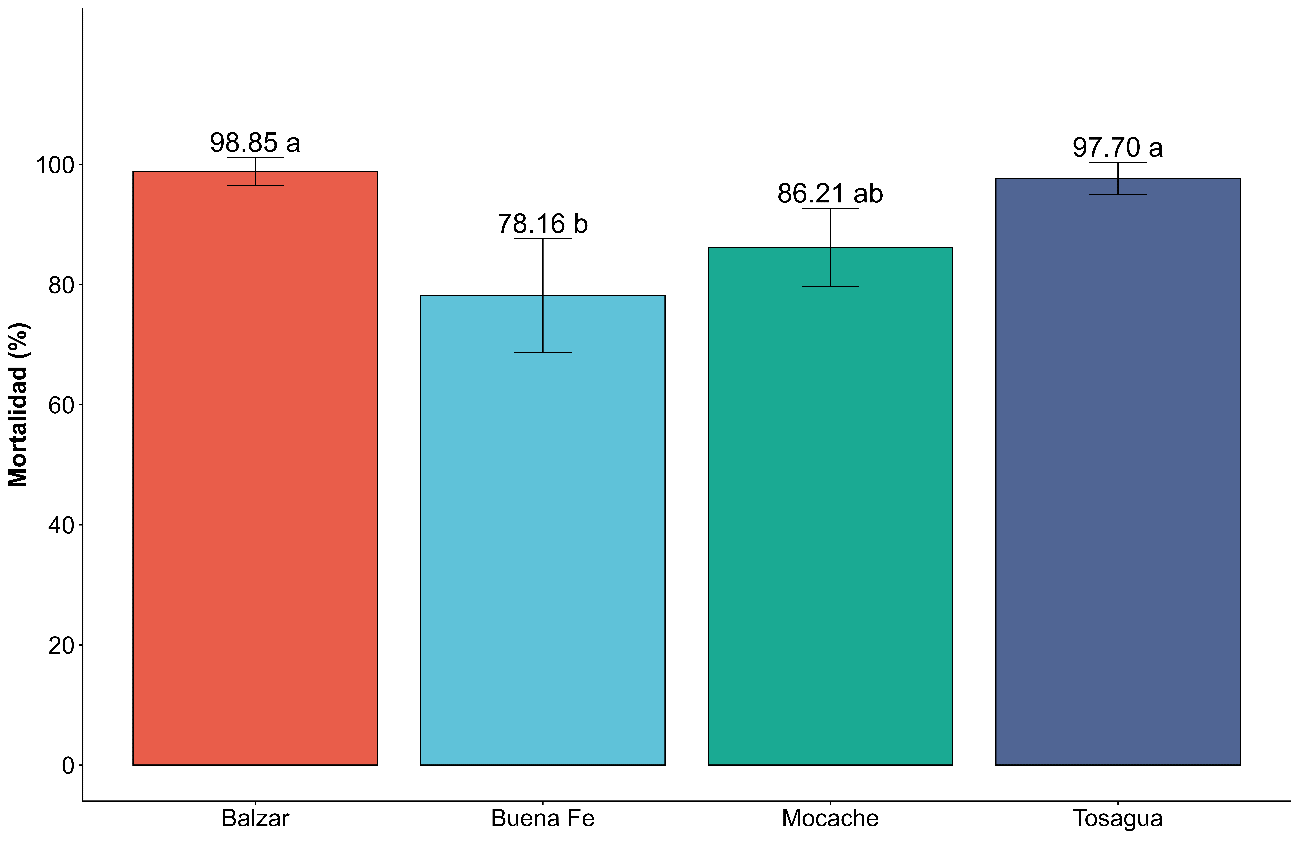 98.85 a
78.16 b
86.21 ab
97.70 a
100
80
60
40
20
0
Mortalidad (%)
Balzar
Buena Fe
Mocache
Tosagua